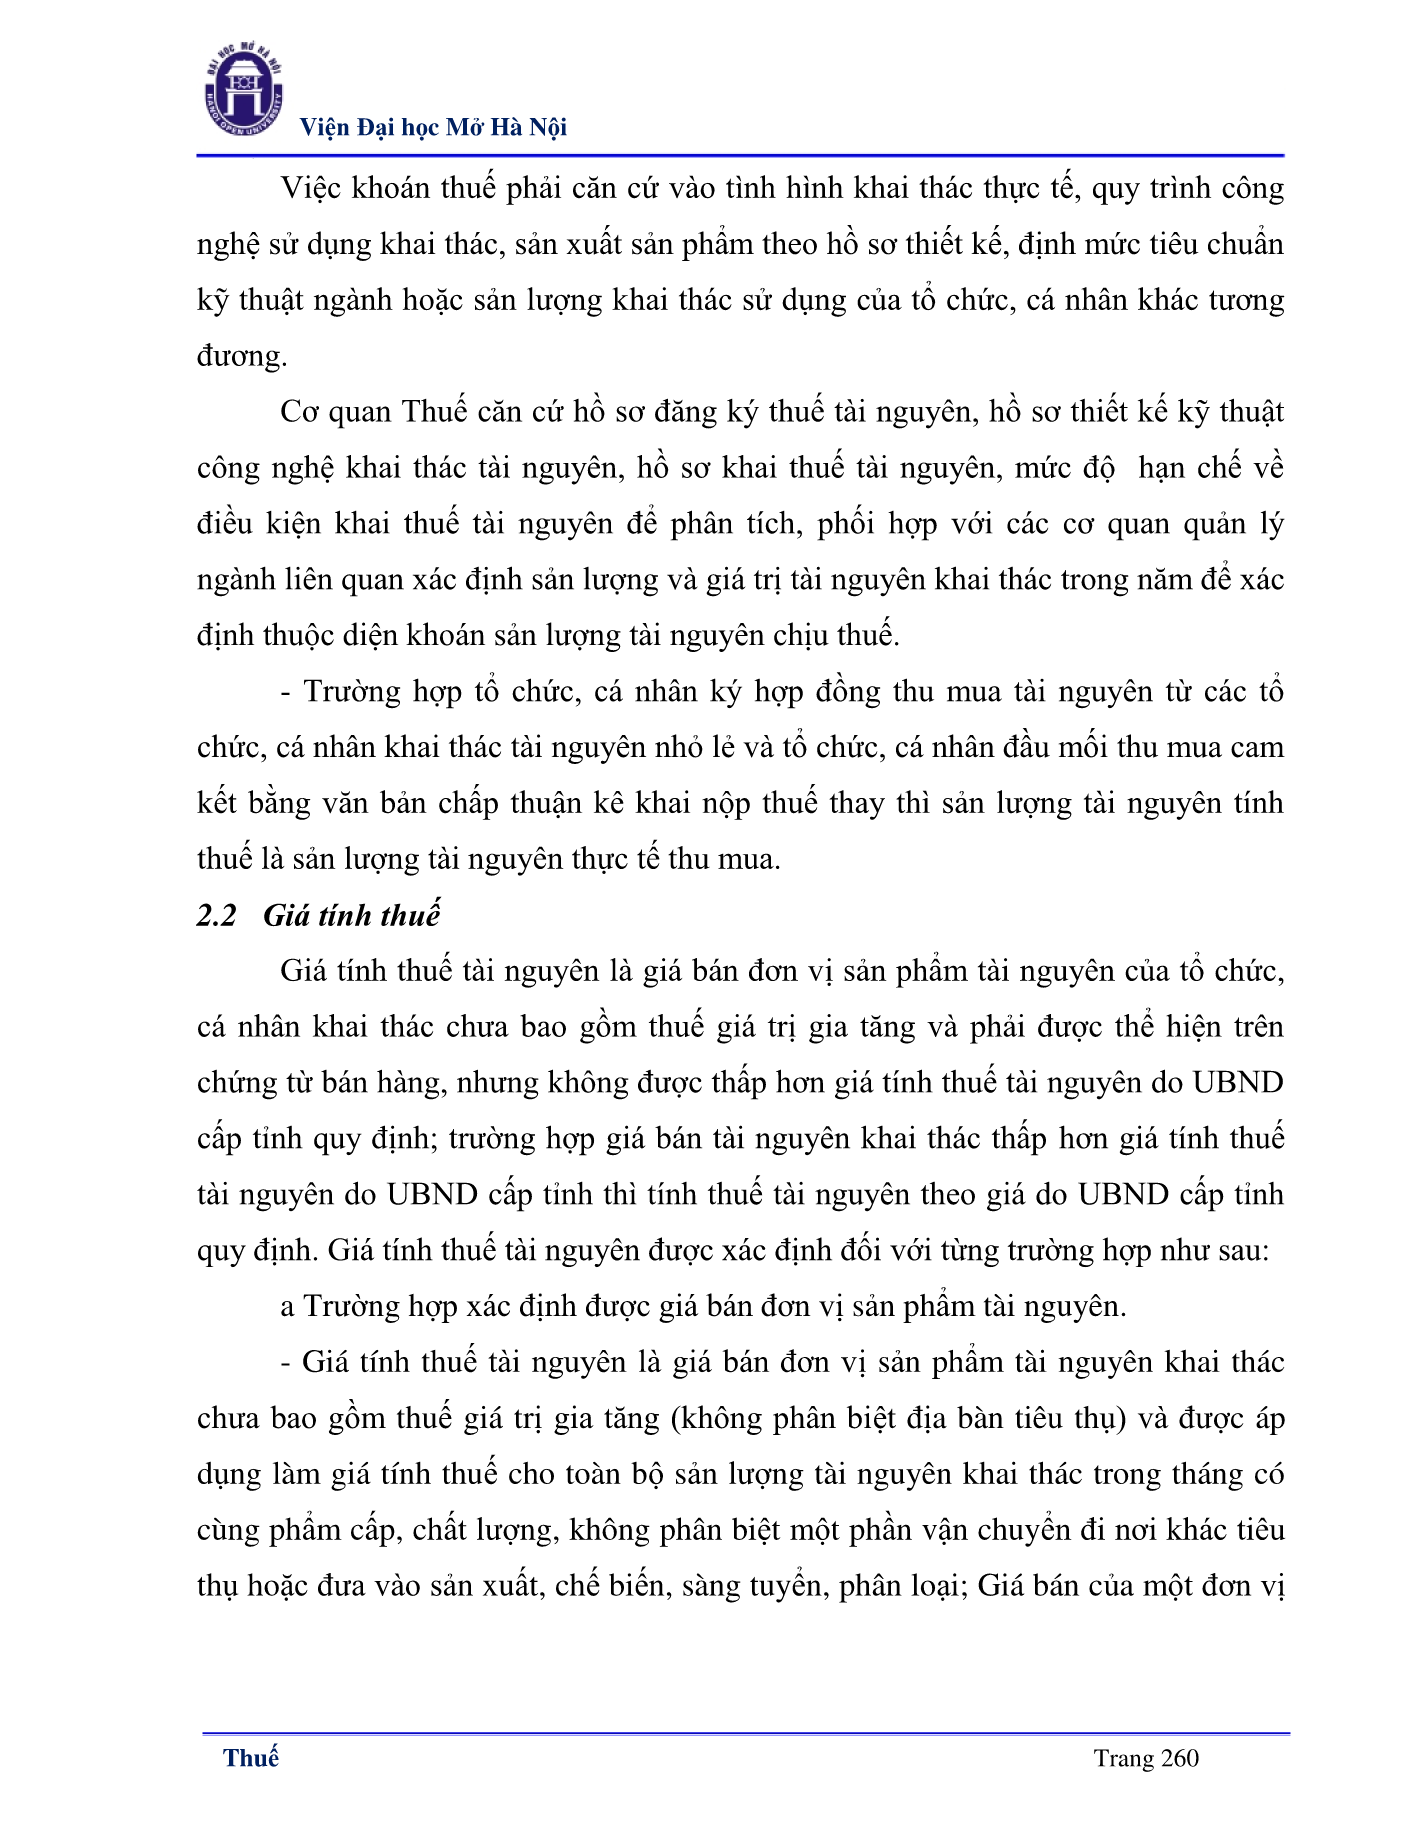 ĐẠI HỌC MỞ HÀ NỘI
HANOI OPEN UNIVERSITY
Viện Đại học Mở Hà Nội
Việc khoán thuế phải căn cứ vào tình hình khai thác thực tế, quy trình công
nghệ sử dụng khai thác, sản xuất sản phẩm theo hồ sơ thiết kế, định mức tiêu chuẩn
kỹ thuật ngành hoặc sản lượng khai thác sử dụng của tổ chức, cá nhân khác tương
đương.
Cơ quan Thuế căn cứ hồ sơ đăng ký thuế tài nguyên, hồ sơ thiết kế kỹ thuật
công nghệ khai thác tài nguyên, hồ sơ khai thuế tài nguyên, mức độ hạn chế về
điều kiện khai thuế tài nguyên để phân tích, phối hợp với các cơ quan quản lý
ngành liên quan xác định sản lượng và giá trị tài nguyên khai thác trong năm để xác
định thuộc diện khoán sản lượng tài nguyên chịu thuế.
- Trường hợp tổ chức, cá nhân ký hợp đồng thu mua tài nguyên từ các tổ
chức, cá nhân khai thác tài nguyên nhỏ lẻ và tổ chức, cá nhân đầu mối thu mua cam
kết bằng văn bản chấp thuận kê khai nộp thuế thay thì sản lượng tài nguyên tính
thuế là sản lượng tài nguyên thực tế thu mua.
2.2 Giá tính thuế
Giá tính thuế tài nguyên là giá bán đơn vị sản phẩm tài nguyên của tổ chức,
cá nhân khai thác chưa bao gồm thuế giá trị gia tăng và phải được thể hiện trên
chứng từ bán hàng, nhưng không được thấp hơn giá tính thuế tài nguyên do UBND
cấp tỉnh quy định; trường hợp giá bán tài nguyên khai thác thấp hơn giá tính thuế
tài nguyên do UBND cấp tỉnh thì tính thuế tài nguyên theo giá do UBND cấp tỉnh
quy định. Giá tính thuế tài nguyên được xác định đối với từng trường hợp như sau:
a Trường hợp xác định được giá bán đơn vị sản phẩm tài nguyên.
- Giá tính thuế tài nguyên là giá bán đơn vị sản phẩm tài nguyên khai thác
chưa bao gồm thuế giá trị gia tăng (không phân biệt địa bàn tiêu thụ) và được áp
dụng làm giá tính thuế cho toàn bộ sản lượng tài nguyên khai thác trong tháng có
cùng phẩm cấp, chất lượng, không phân biệt một phần vận chuyển đi nơi khác tiêu
thụ hoặc đưa vào sản xuất, chế biến, sàng tuyển, phân loại; Giá bán của một đơn vị
Thuế
Trang 260